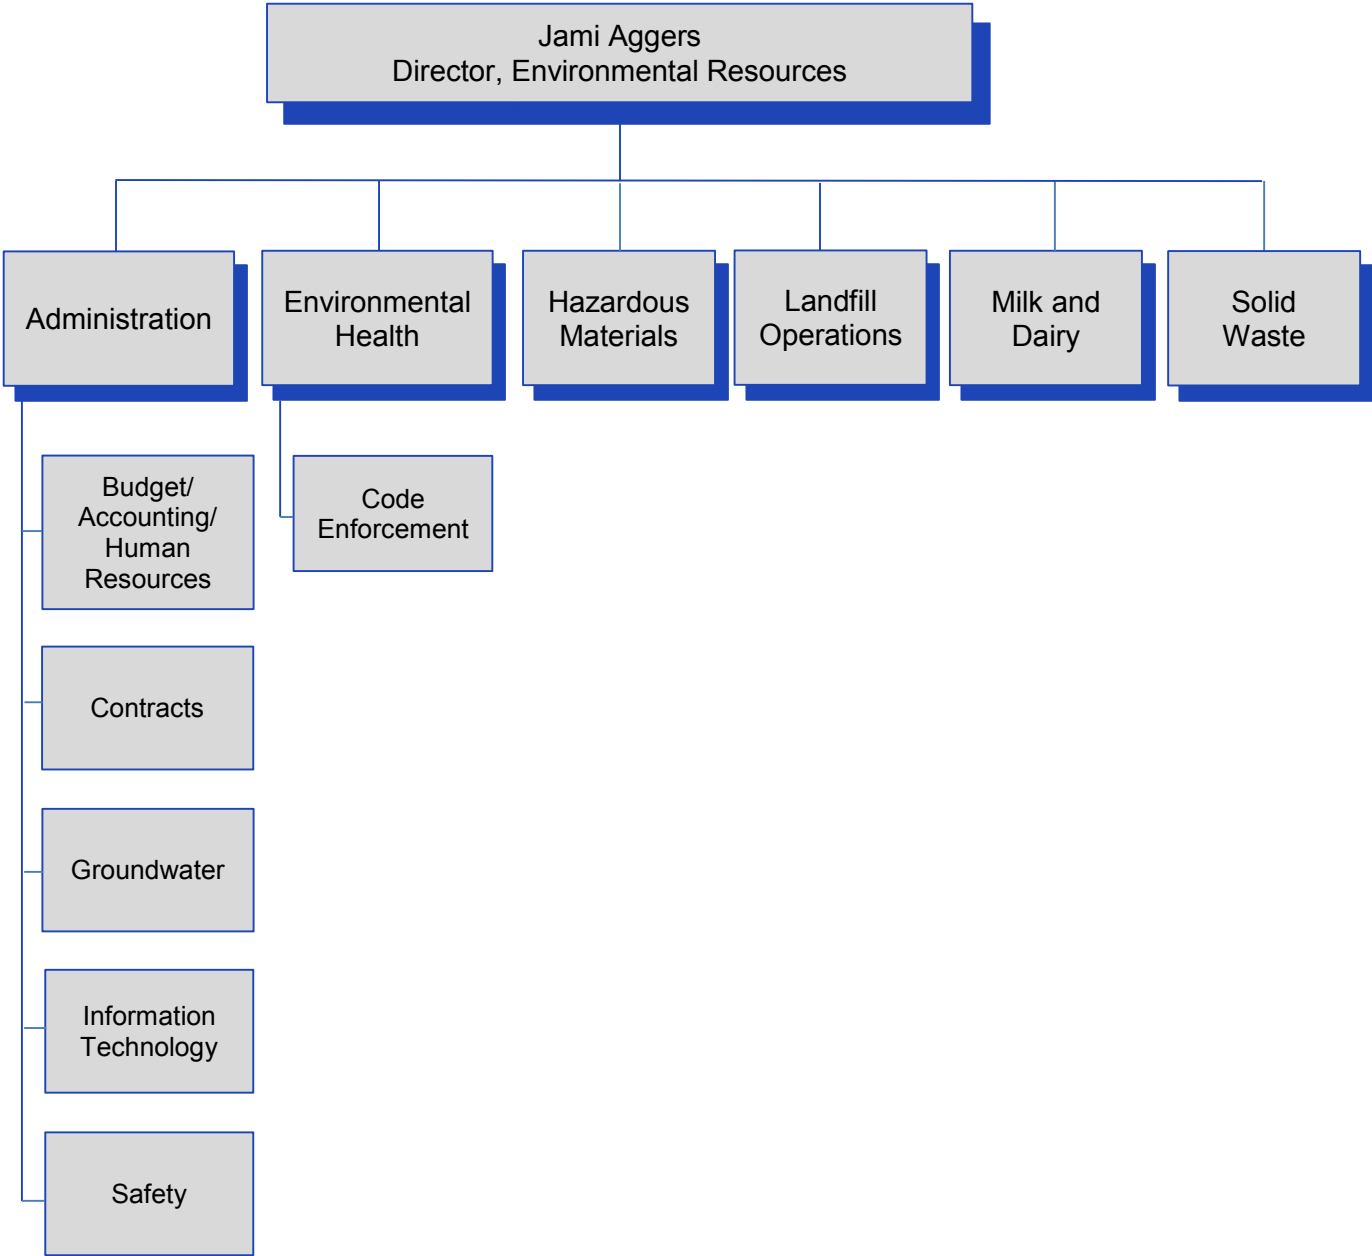 Jami Aggers
Director, Environmental Resources
Administration
Environmental
Health
Hazardous
Materials
Landfill
Operations
Milk and
Dairy
Solid
Waste
Budget/
Accounting/
Human
Resources
Code
Enforcement
Contracts
Groundwater
Information
Technology
Safety